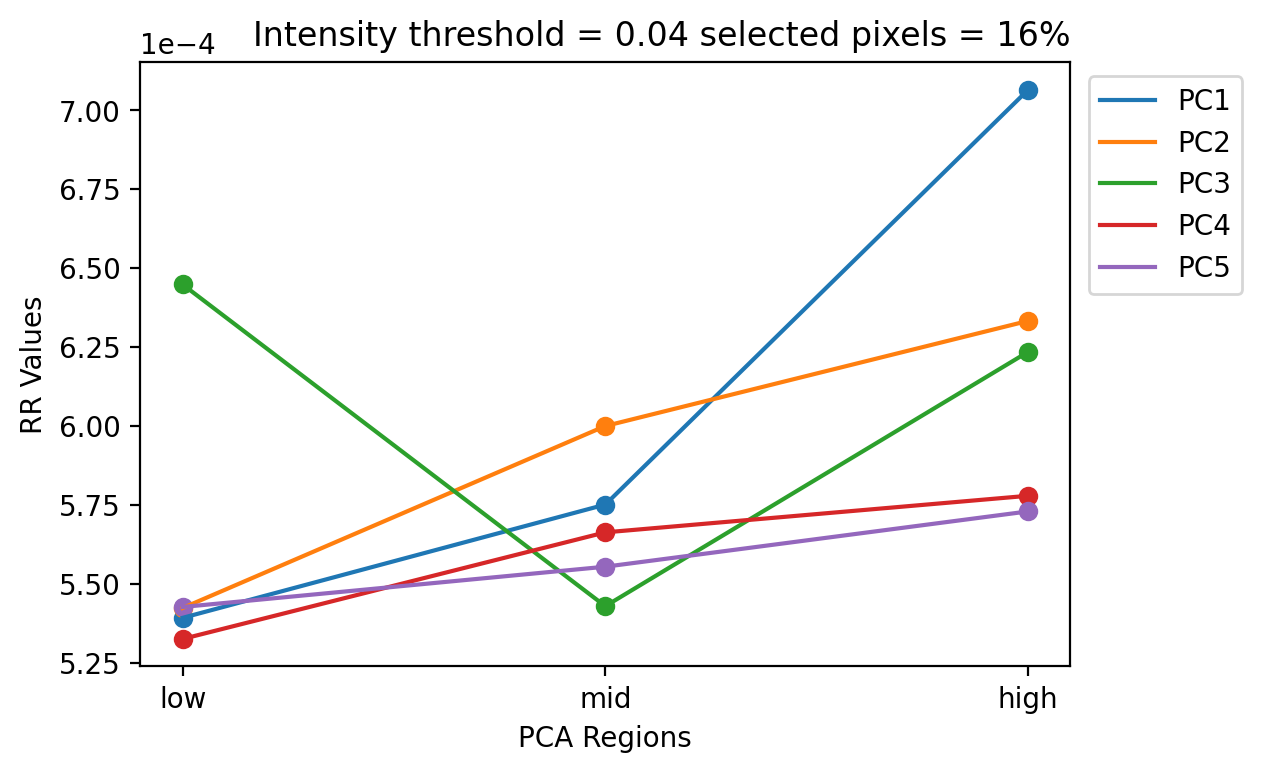 Intensity threshold = 0.04 selected pixels = 16%
1e−4
7.00
6.75
6.50
6.25
6.00
5.75
5.50
5.25
RR Values
low mid high
PCA Regions
PC1
PC2
PC3
PC4
PC5